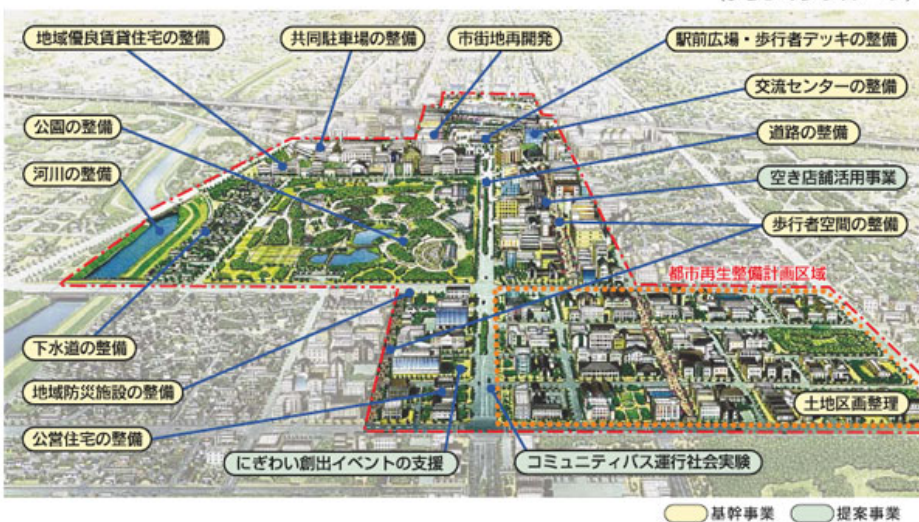 地域優良賃貸住宅の整備
共同駐車場の整備
市街地再開発
駅前広場・歩行者デッキの整備
交流センターの整備
公園の整備
道路の整備
河川の整備
空き店舗活用事業
歩行者空間の整備
都市再生整備計画区域
下水道の整備
地域防災施設の整備
土地区画整理
公営住宅の整備
にぎわい創出イベントの支援
コミュニティバス運行社会実験
基幹事業
提案事業